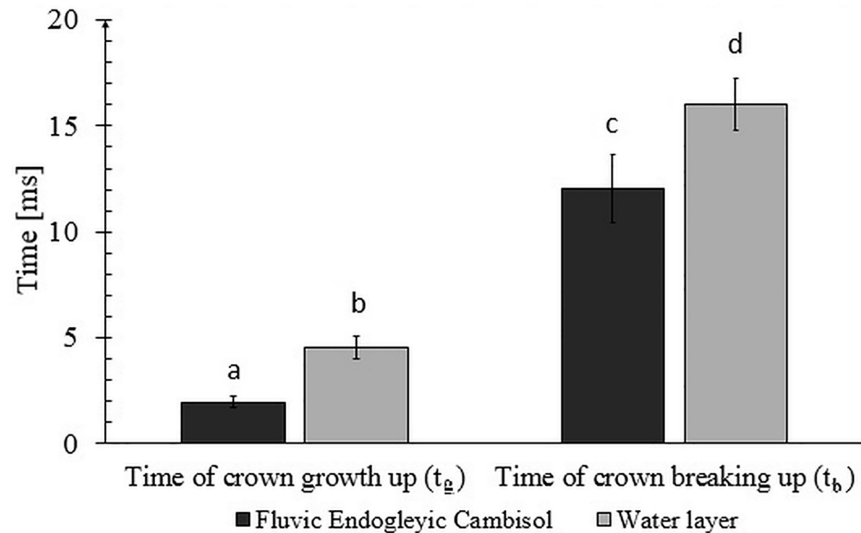 20
15
10
5
0
Time [ms]
a
b
c
d
Time of crown growth up (tg)
Time of crown breaking up (tb)
Fluvic Endogleyic Cambisol
Water layer